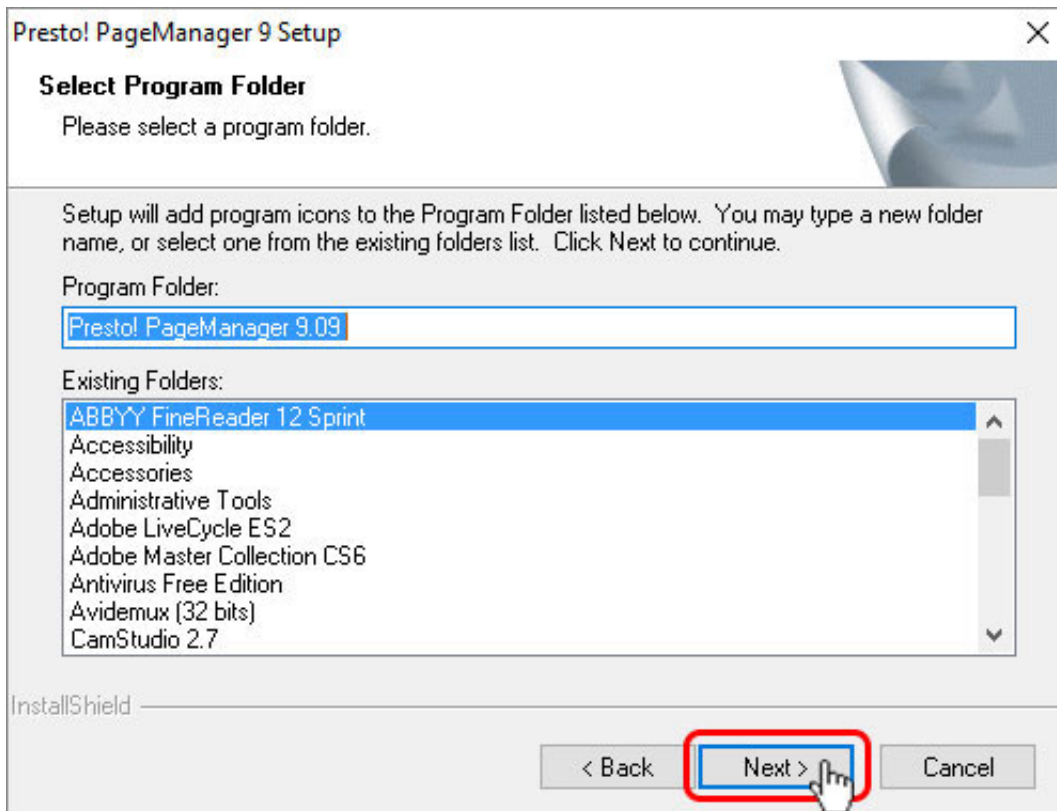 Presto! PageManager 9 Setup
Select Program Folder
Please select a program folder.
Setup will add program icons to the Program Folder listed below.  You may type a new folder
name, or select one from the existing folders list.  Click Next to continue.
Program Folder:
Presto! PageManager 9.09
Existing Folders:
ABBYY FineReader 12 Sprint
Accessibility
Accessories
Administrative Tools
Adobe LiveCycle ES2
Adobe Master Collection CS6
Antivirus Free Edition
Avidemux (32 bits)
CamStudio 2.7
InstallShield
< Back
Next >
Cancel